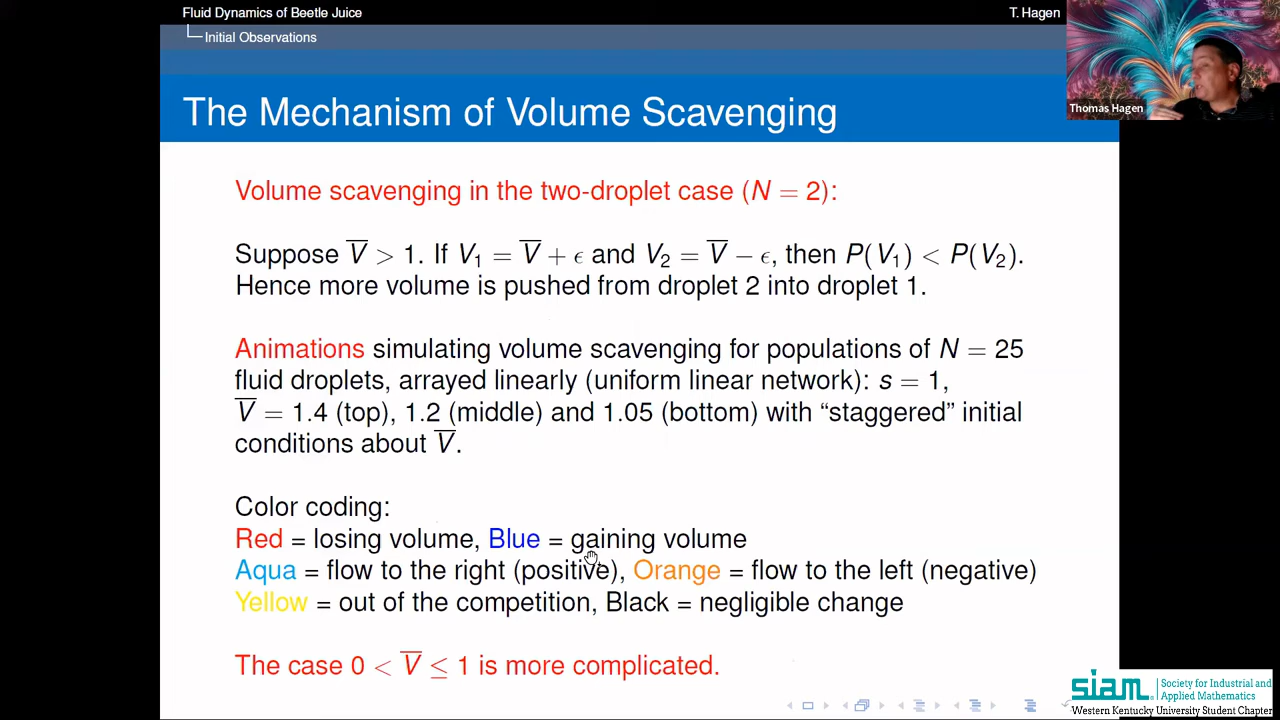 Fluid Dynamics of Beetle Juice
T. Hagen
Initial Observations
Thomas Hagen
The Mechanism of Volume Scavenging
Volume scavenging in the two-droplet case (N = 2):
Suppose V̅ > 1. If V₁ = V̅ + ϵ and V₂ = V̅ − ϵ, then P(V₁) < P(V₂).
Hence more volume is pushed from droplet 2 into droplet 1.
Animations simulating volume scavenging for populations of N = 25
fluid droplets, arrayed linearly (uniform linear network): s = 1,
V̅ = 1.4 (top), 1.2 (middle) and 1.05 (bottom) with “staggered” initial
conditions about V̅.
Color coding:
Red = losing volume, Blue = gaining volume
Aqua = flow to the right (positive), Orange = flow to the left (negative)
Yellow = out of the competition, Black = negligible change
The case 0 < V̅ ≤ 1 is more complicated.
siam. Society for Industrial and
Applied Mathematics
Western Kentucky University Student Chapter